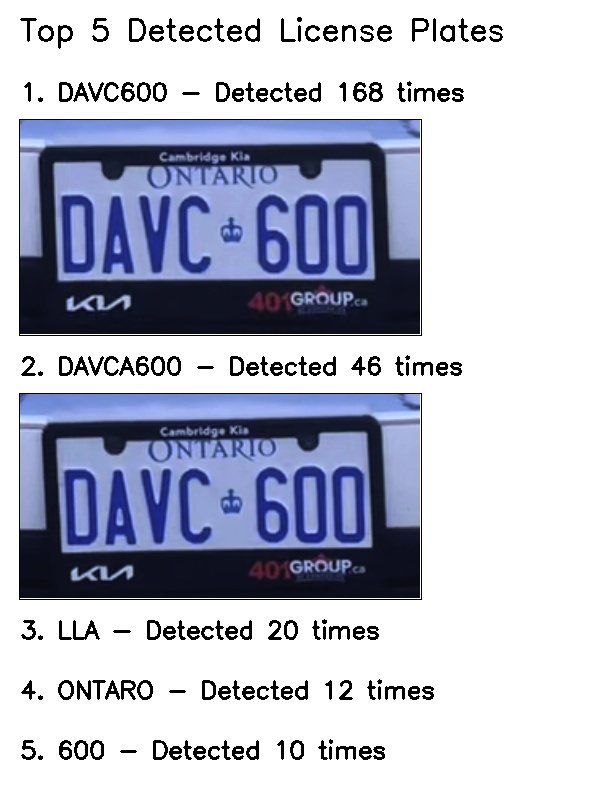 Top 5 Detected License Plates
1. DAVC600 - Detected 168 times
Cambridge Kia
ONTARIO
DAVC 600
KIA
401GROUP.ca
2. DAVCA600 - Detected 46 times
Cambridge Kia
ONTARIO
DAVC 600
KIA
401GROUP.ca
3. LLA - Detected 20 times
4. ONTARO - Detected 12 times
5. 600 - Detected 10 times